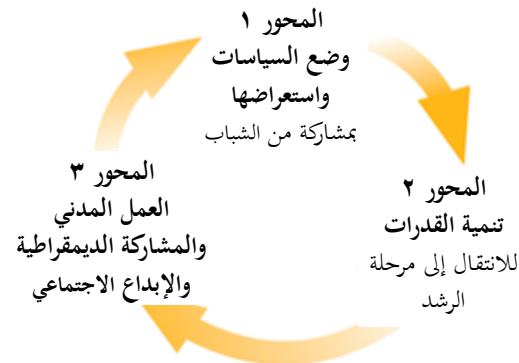 المحور ١
وضع السياسات
واستعراضها
بمشاركة من الشباب
المحور ٢
تنمية القدرات
للانتقال إلى مرحلة
الرشد
المحور ٣
العمل المدني
والمشاركة الديمقراطية
والإبداع الاجتماعي